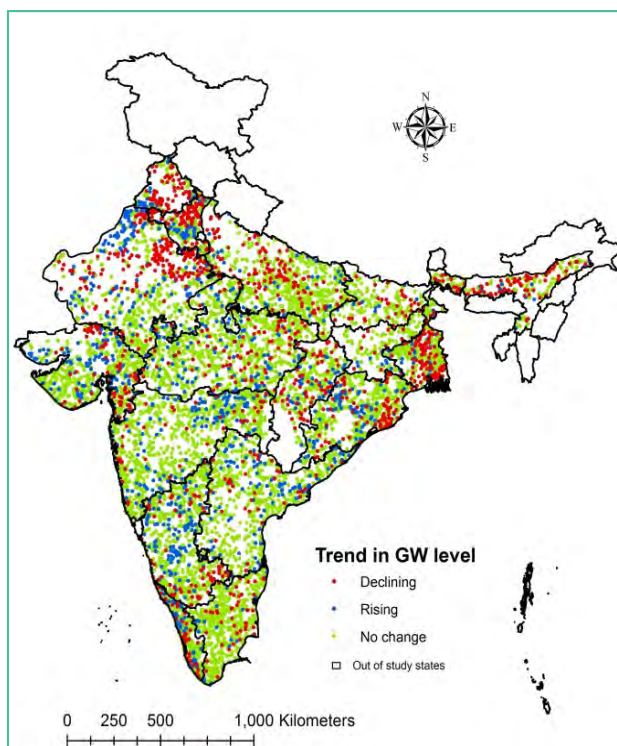 N
W E
S
Trend in GW level
Declining
Rising
No change
Out of study states
0 250 500 1,000 Kilometers